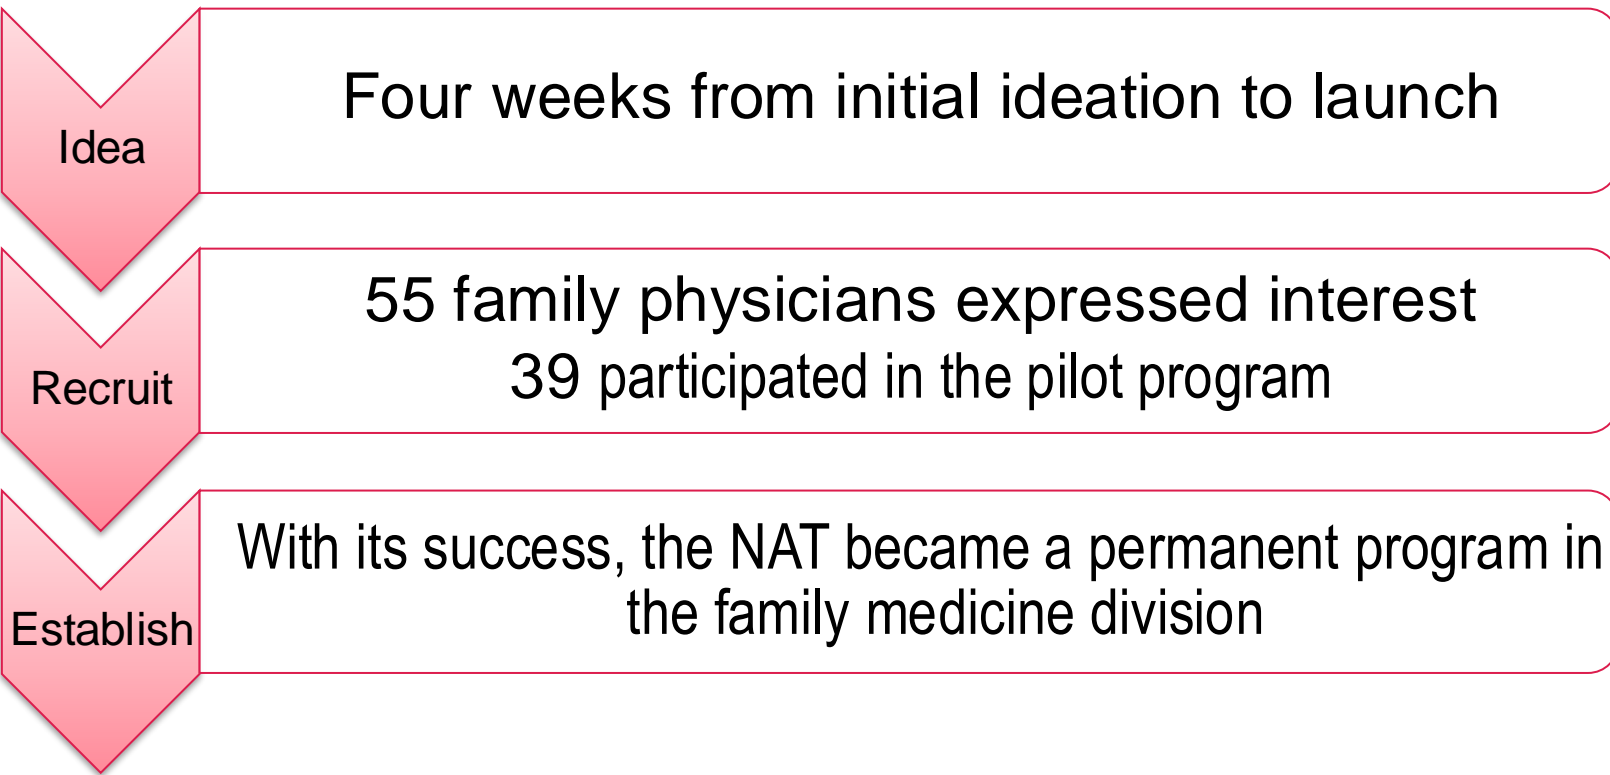 Idea
Four weeks from initial ideation to launch
Recruit
55 family physicians expressed interest
39 participated in the pilot program
Establish
With its success, the NAT became a permanent program in
the family medicine division